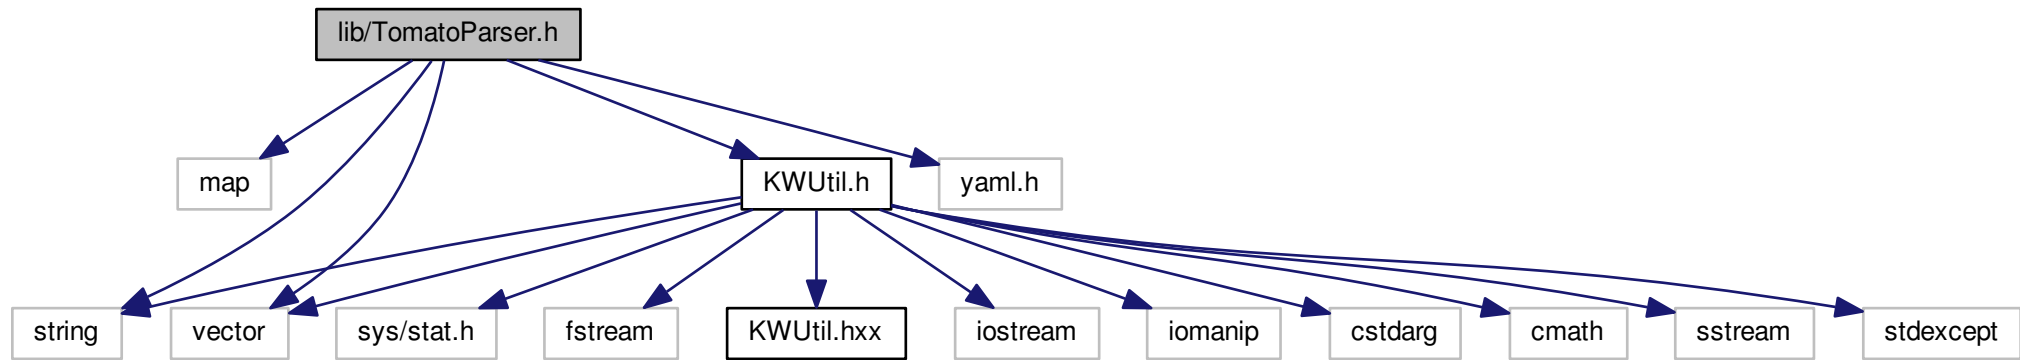 lib/TomatoParser.h
map
KWUtil.h
yaml.h
string
vector
sys/stat.h
fstream
KWUtil.hxx
iostream
iomanip
cstdarg
cmath
sstream
stdexcept